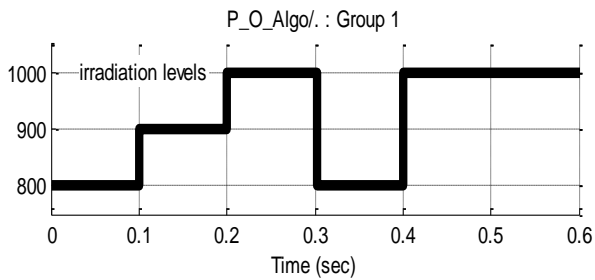 P_O_Algo/. : Group 1
irradiation levels
1000
900
800
0 0.1 0.2 0.3 0.4 0.5 0.6
Time (sec)